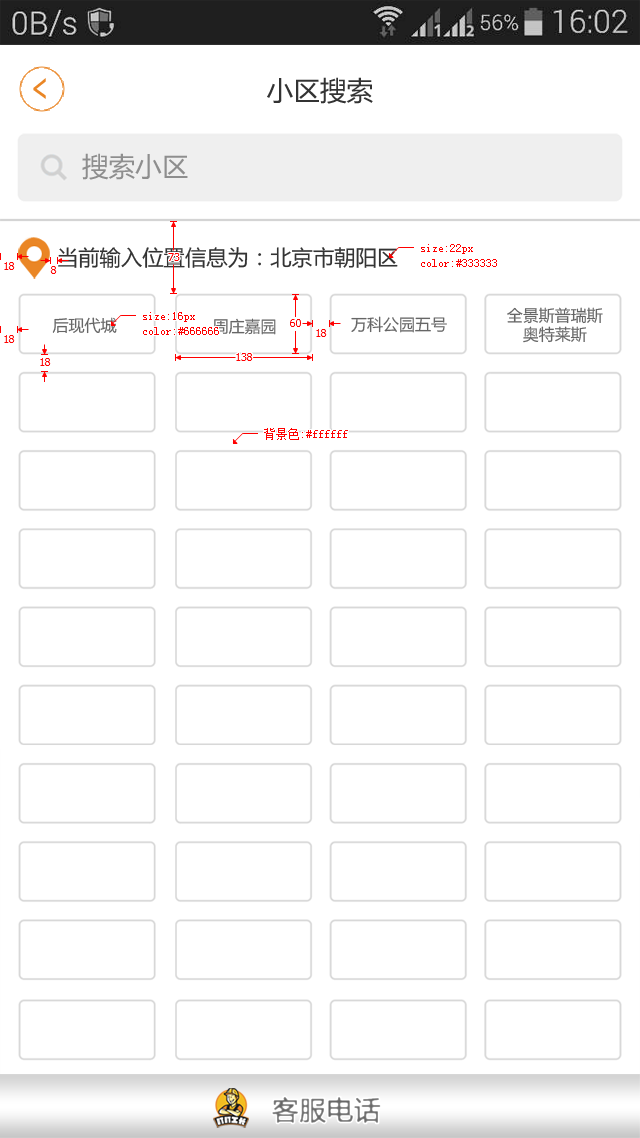 0B/s 1 2 56% 16:02
小区搜索
搜索小区
当前输入位置信息为：北京市朝阳区
size:22px
color:#333333
73
18
8
后现代城
size:16px
color:#666666
周庄嘉园
60
18
万科公园五号
全景斯普瑞斯
奥特莱斯
18
138
18
背景色:#ffffff
客服电话